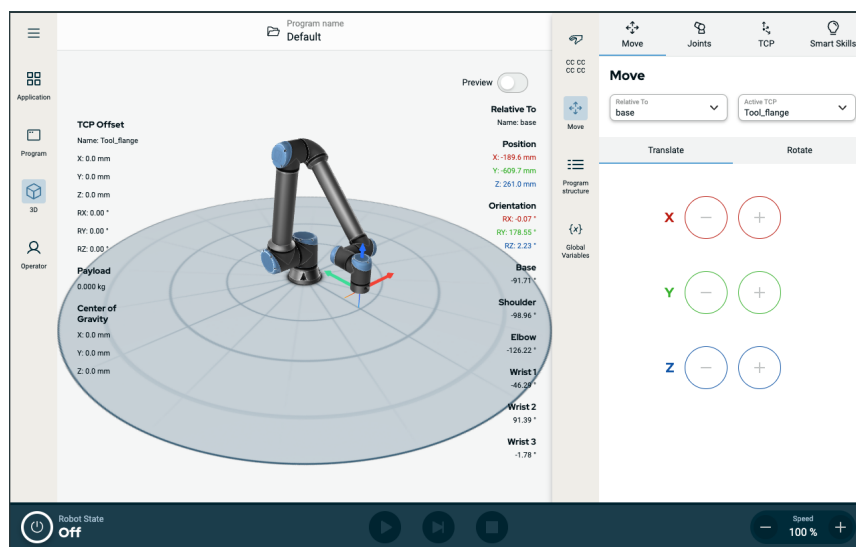 Program name
Default
Application
Program
3D
Operator
TCP Offset
Name: Tool_flange
X: 0.0 mm
Y: 0.0 mm
Z: 0.0 mm
RX: 0.00 °
RY: 0.00 °
RZ: 0.00 °
Payload
0.000 kg
Center of
Gravity
X: 0.0 mm
Y: 0.0 mm
Z: 0.0 mm
Preview
Relative To
Name: base
Position
X: -189.6 mm
Y: -609.7 mm
Z: 261.0 mm
Orientation
RX: -0.07 °
RY: 178.55 °
RZ: 2.23 °
Base
-91.71 °
Shoulder
-98.96 °
Elbow
-126.22 °
Wrist 1
-46.29 °
Wrist 2
91.39 °
Wrist 3
-1.78 °
CC CC
CC CC
Move
Program
structure
{x}
Global
Variables
Move
Joints
TCP
Smart Skills
Move
Relative To
base
Active TCP
Tool_flange
Translate
Rotate
X − +
Y − +
Z − +
Robot State
Off
Speed
− 100 % +